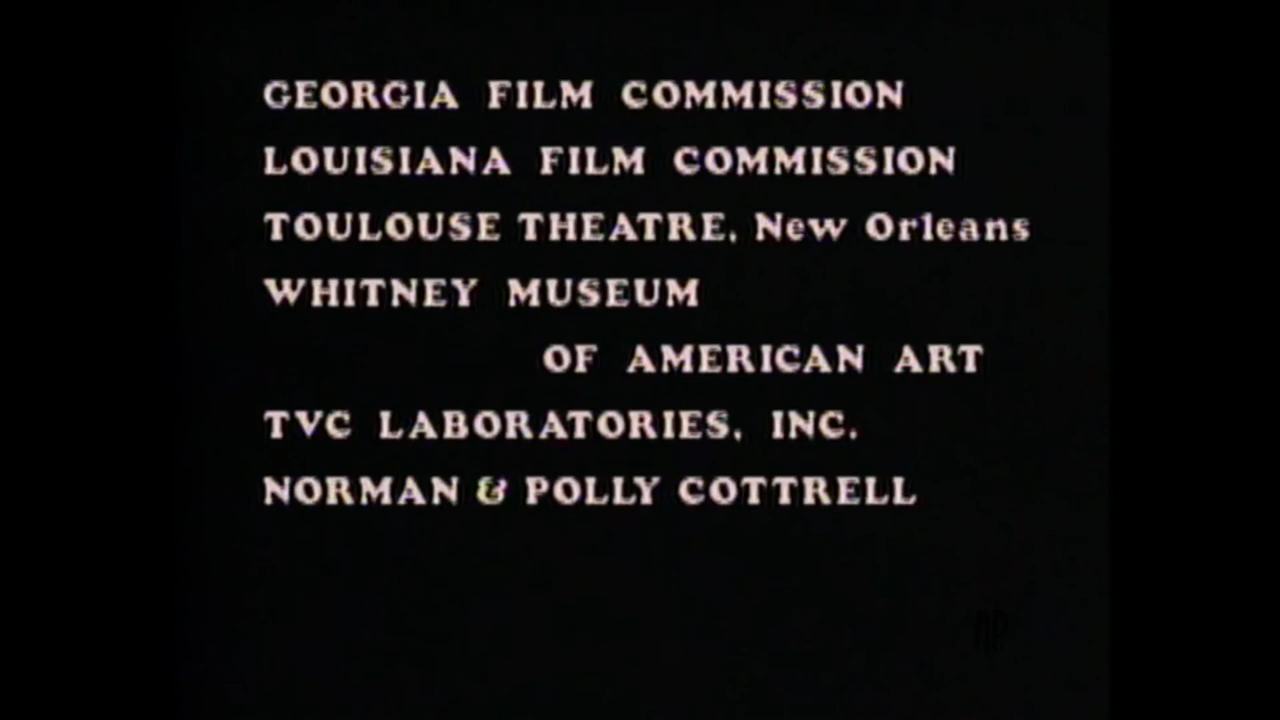 GEORGIA FILM COMMISSION
LOUISIANA FILM COMMISSION
TOULOUSE THEATRE, New Orleans
WHITNEY MUSEUM
OF AMERICAN ART
TVC LABORATORIES, INC.
NORMAN & POLLY COTTRELL